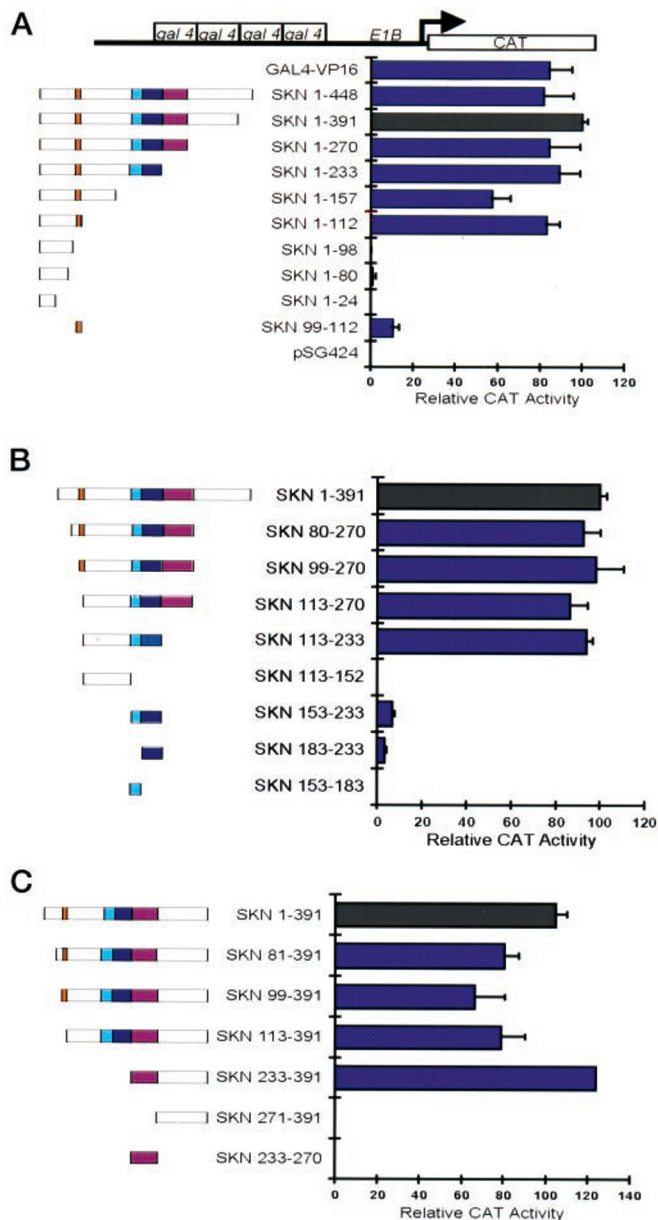 A
gal 4 gal 4 gal 4 gal 4 E1B
CAT
GAL4-VP16
SKN 1-448
SKN 1-391
SKN 1-270
SKN 1-233
SKN 1-157
SKN 1-112
SKN 1-98
SKN 1-80
SKN 1-24
SKN 99-112
pSG424
0 20 40 60 80 100 120
Relative CAT Activity
B
SKN 1-391
SKN 80-270
SKN 99-270
SKN 113-270
SKN 113-233
SKN 113-152
SKN 153-233
SKN 183-233
SKN 153-183
0 20 40 60 80 100 120
Relative CAT Activity
C
SKN 1-391
SKN 81-391
SKN 99-391
SKN 113-391
SKN 233-391
SKN 271-391
SKN 233-270
0 20 40 60 80 100 120 140
Relative CAT Activity